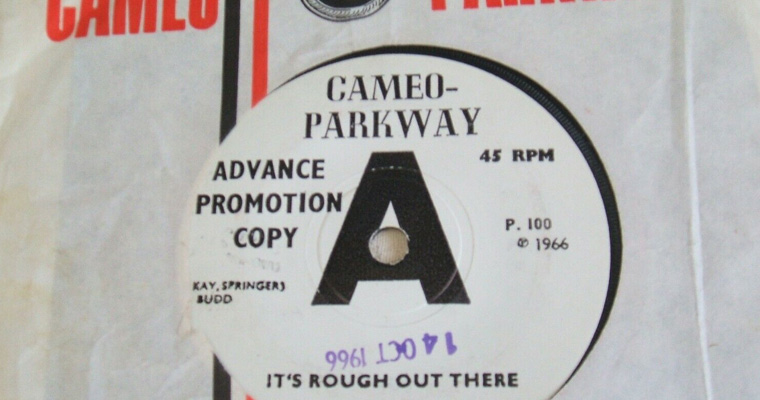 CAMEO
CAMEO-
PARKWAY
45 RPM
ADVANCE
PROMOTION
COPY
A
P. 100
℗ 1966
KAY, SPRINGER}
BUDD
14 OCT 1966
IT'S ROUGH OUT THERE